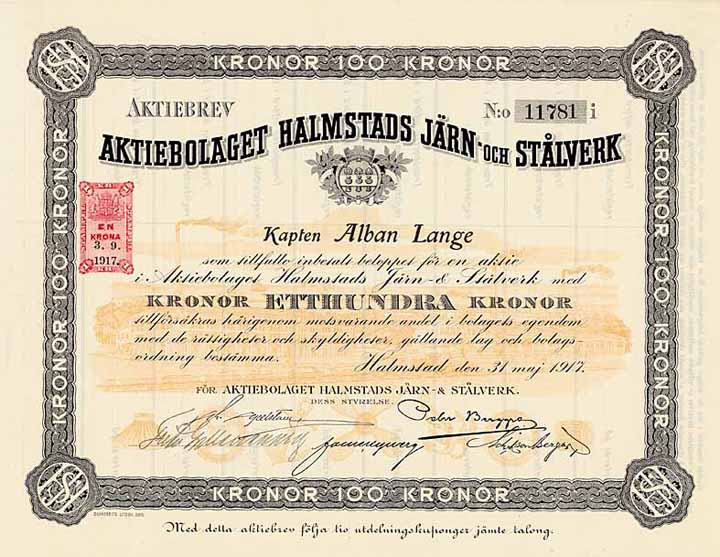 KRONOR 100 KRONOR
AKTIEBREV N:o 11781 i
AKTIEBOLAGET HALMSTADS JÄRN- OCH STÅLVERK
EN
KRONA
3. 9.
1917.
Kapten Alban Lange
som tillfullo inbetalt beloppet för en aktie
i Aktiebolaget Halmstads Järn- & Stålverk med
KRONOR ETTHUNDRA KRONOR
tillförsäkras härigenom motsvarande andel i bolagets egendom
med de rättigheter och skyldigheter, gällande lag och bolags-
ordning bestämma.
Halmstad den 31 maj 1917.
FÖR AKTIEBOLAGET HALMSTADS JÄRN- & STÅLVERK.
DESS STYRELSE:
KRONOR 100 KRONOR
KRONOR 100 KRONOR
KRONOR 100 KRONOR
Med detta aktiebrev följa tio utdelningskuponger jämte talong.